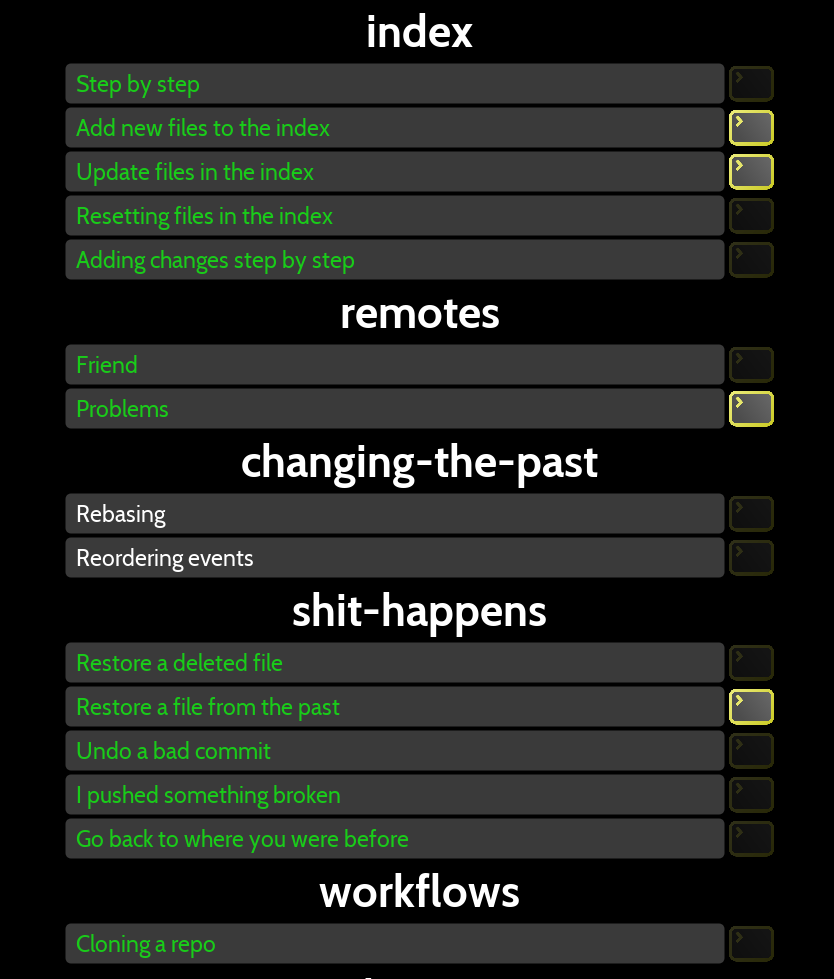 index
Step by step
Add new files to the index
Update files in the index
Resetting files in the index
Adding changes step by step
remotes
Friend
Problems
changing-the-past
Rebasing
Reordering events
shit-happens
Restore a deleted file
Restore a file from the past
Undo a bad commit
I pushed something broken
Go back to where you were before
workflows
Cloning a repo